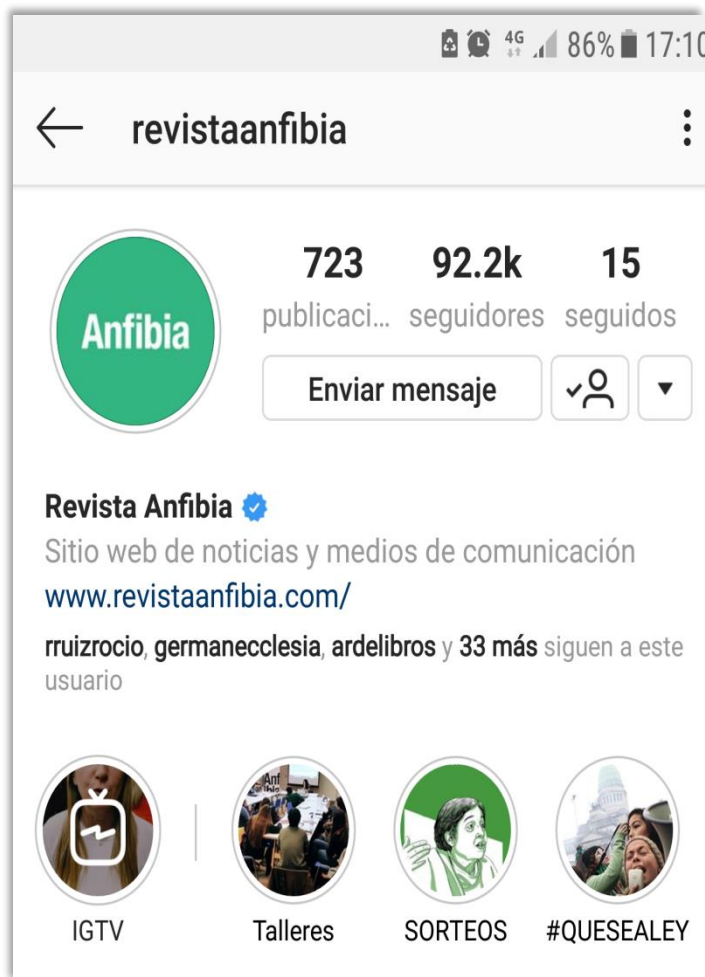 4G 86% 17:10
revistaanfibia
723 92.2k 15
publicaci... seguidores seguidos
Anfibia
Enviar mensaje
Revista Anfibia
Sitio web de noticias y medios de comunicación
www.revistaanfibia.com/
rruizrocio, germanecclesia, ardelibros y 33 más siguen a este
usuario
Anf
ibia
IGTV Talleres SORTEOS #QUESEALEY